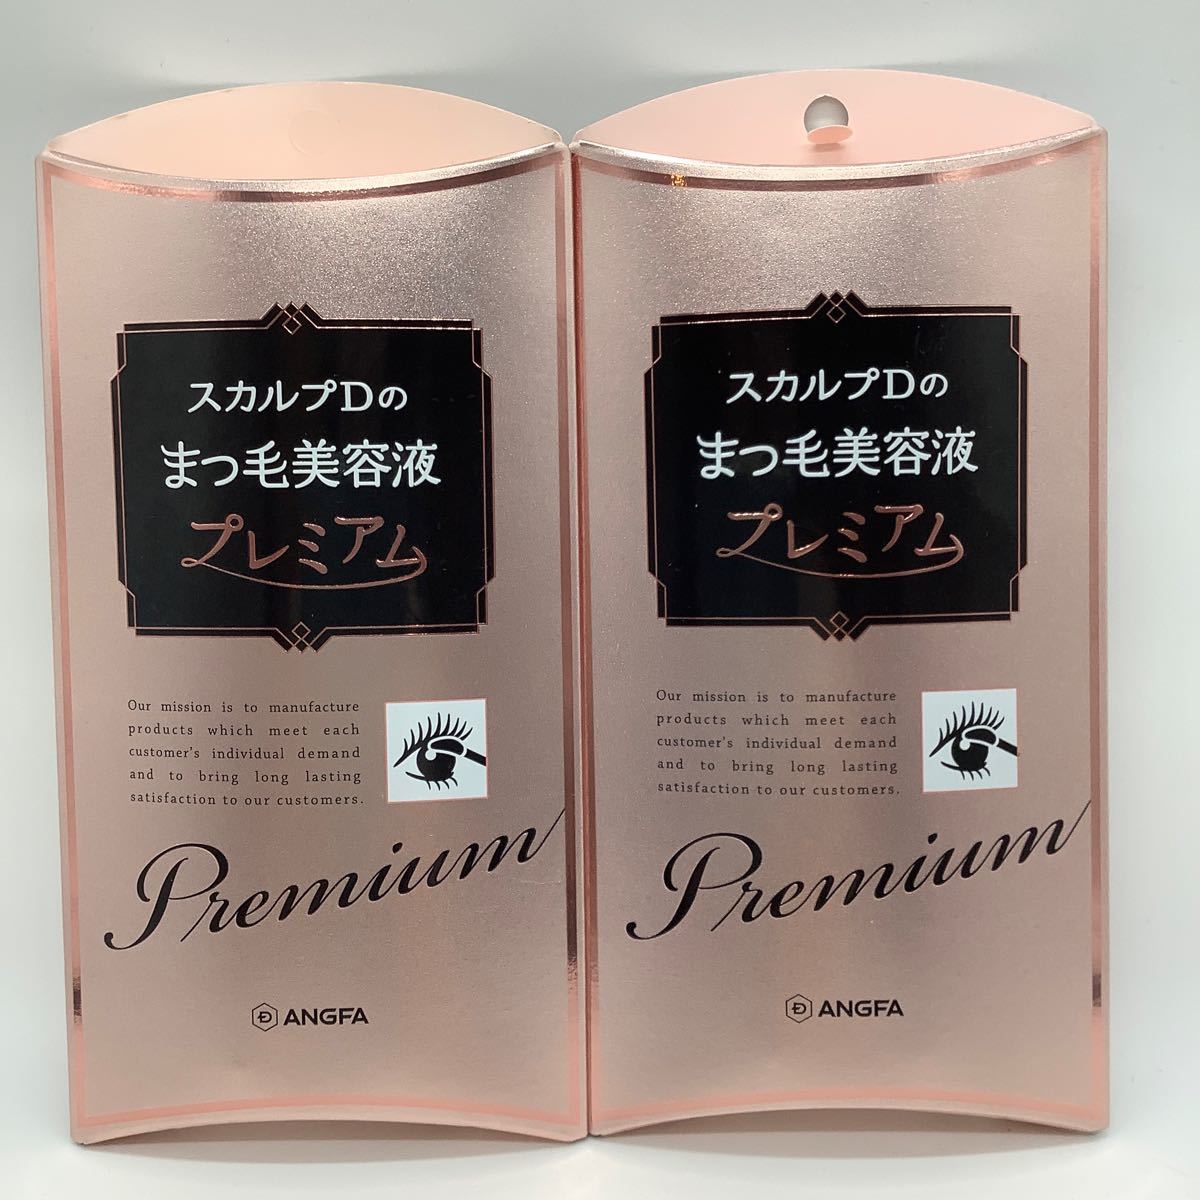 スカルプDの
まつ毛美容液
プレミアム
Our mission is to manufacture
products which meet each
customer's individual demand
and to bring long lasting
satisfaction to our customers.
Premium
ANGFA
スカルプDの
まつ毛美容液
プレミアム
Our mission is to manufacture
products which meet each
customer's individual demand
and to bring long lasting
satisfaction to our customers.
Premium
ANGFA